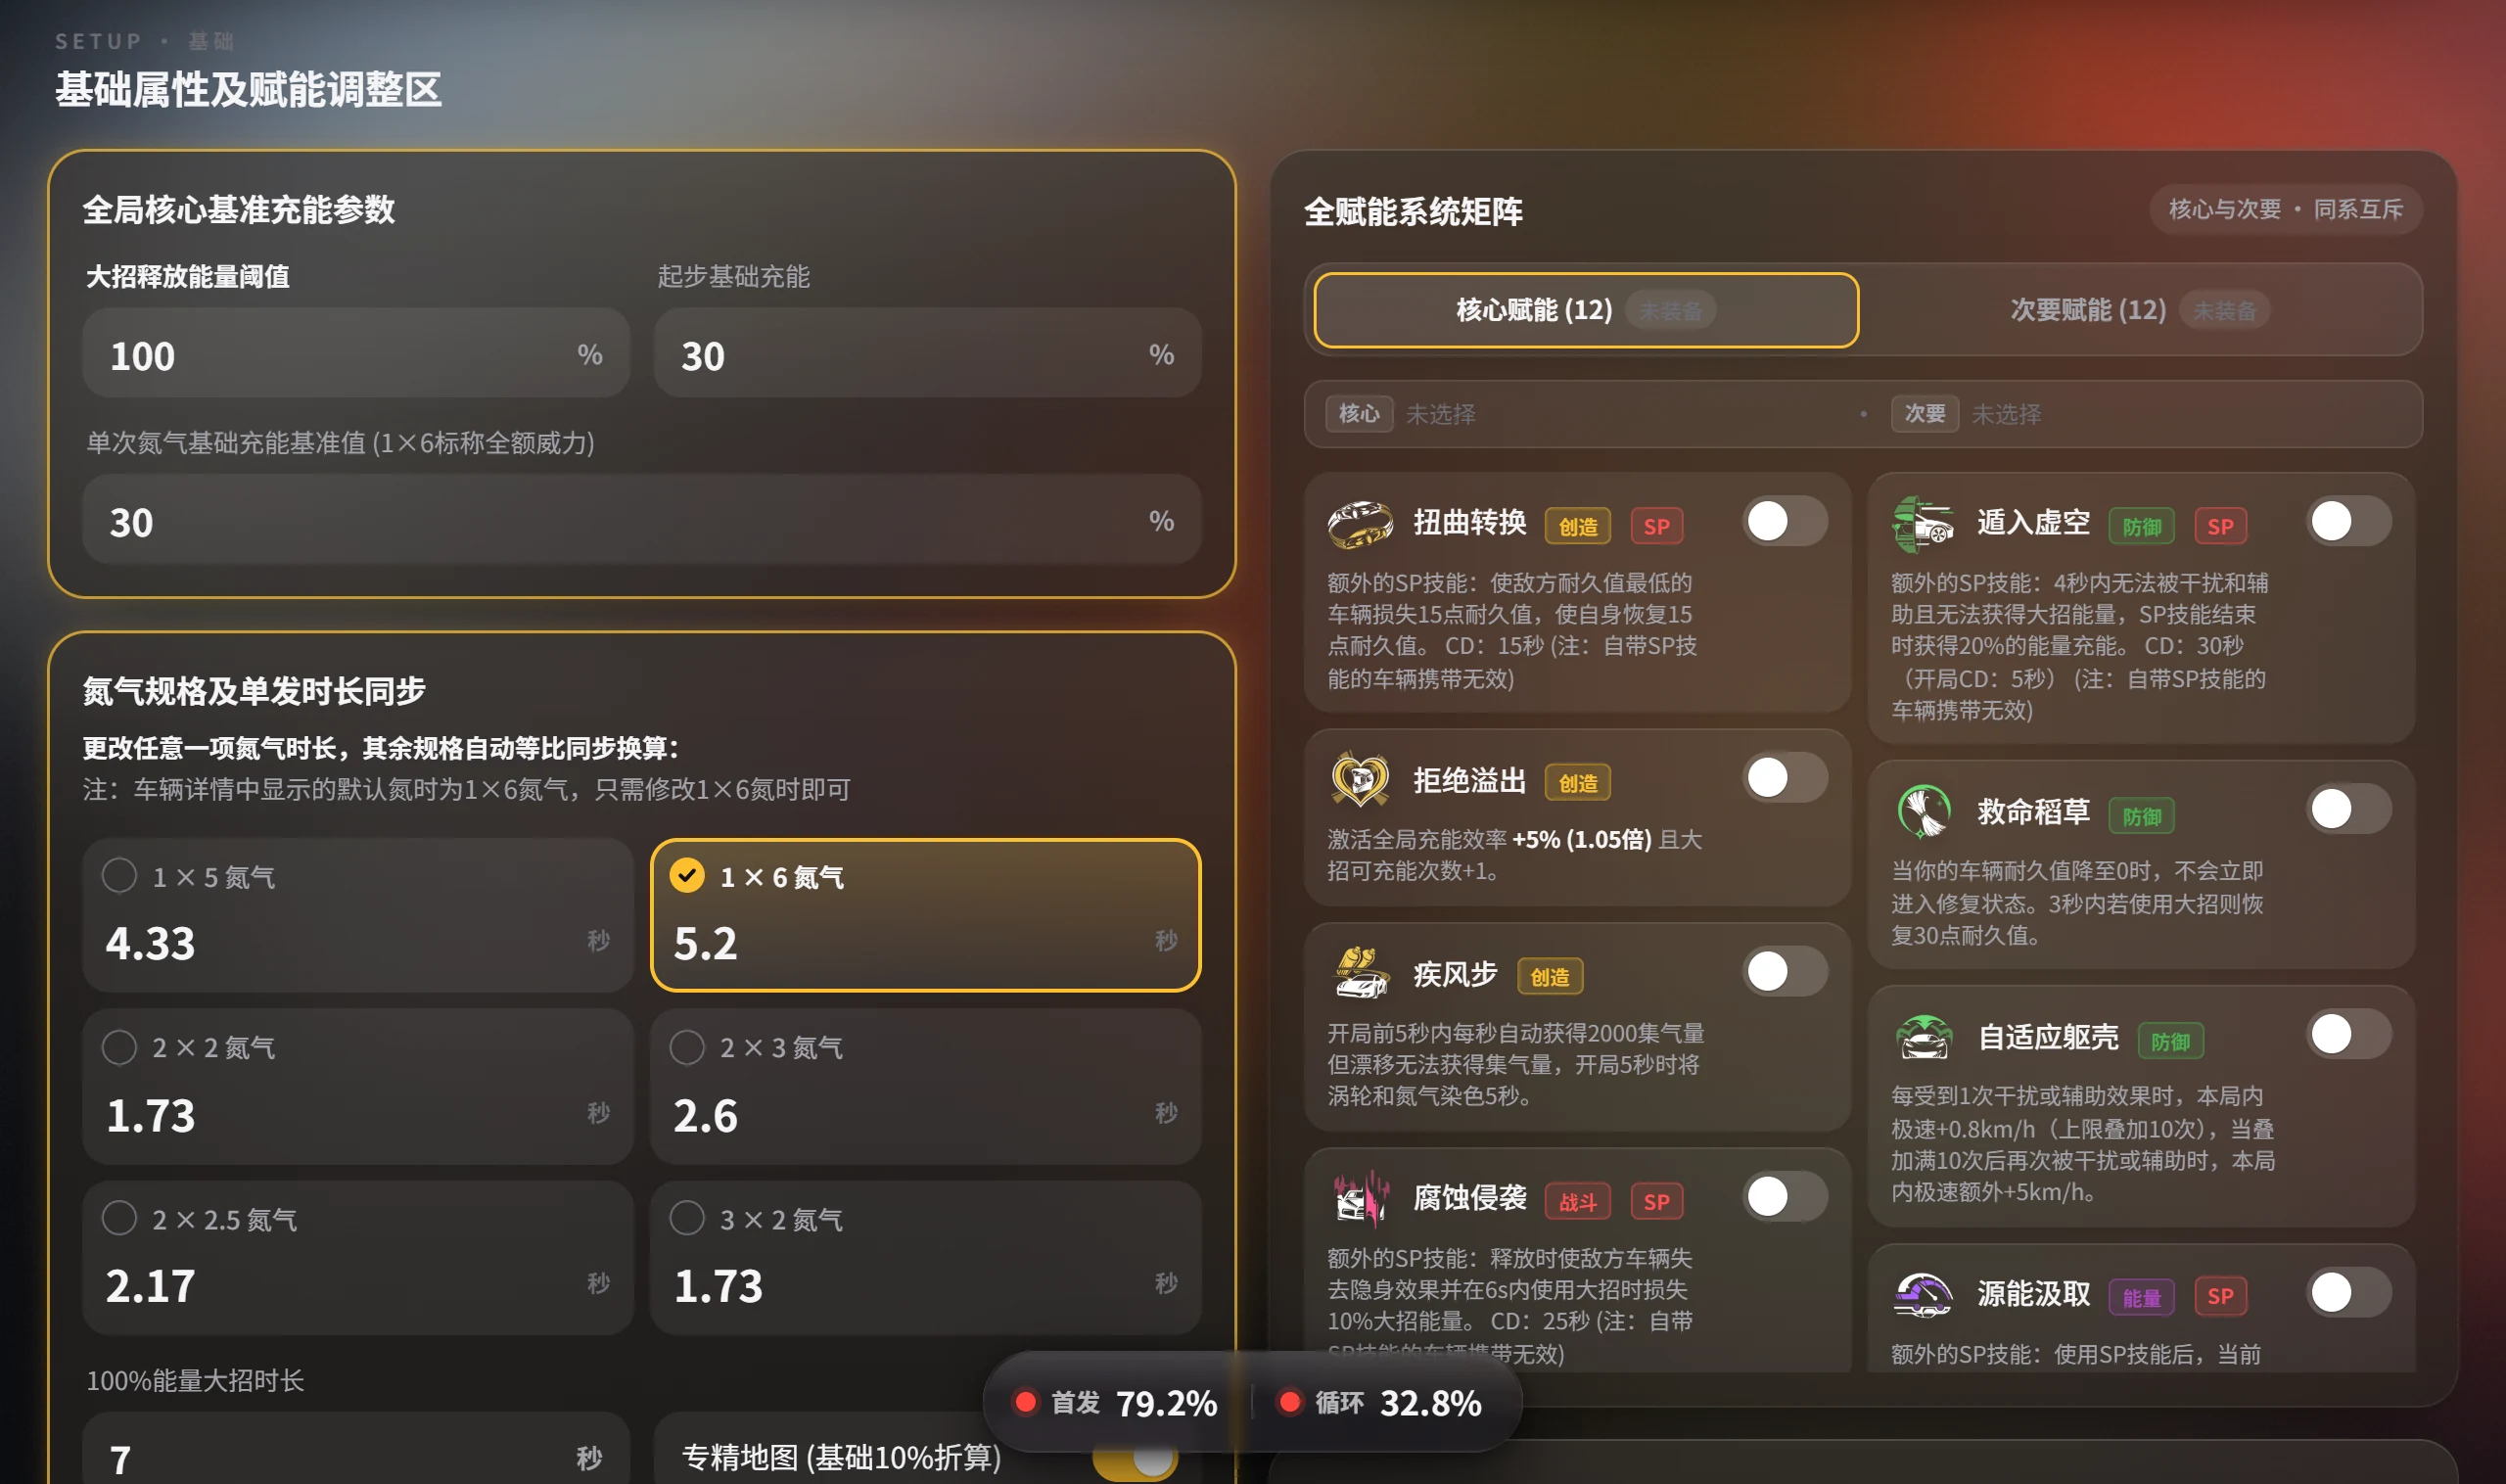 SETUP • 基础
基础属性及赋能调整区
全局核心基准充能参数
大招释放能量阈值
起步基础充能
100 %
30 %
单次氮气基础充能基准值 (1×6标称全额威力)
30 %
氮气规格及单发时长同步
更改任意一项氮气时长，其余规格自动等比同步换算：
注：车辆详情中显示的默认氮时为1×6氮气，只需修改1×6氮时即可
1 × 5 氮气
4.33 秒
1 × 6 氮气
5.2 秒
2 × 2 氮气
1.73 秒
2 × 3 氮气
2.6 秒
2 × 2.5 氮气
2.17 秒
3 × 2 氮气
1.73 秒
100%能量大招时长
7 秒
专精地图 (基础10%折算)
全赋能系统矩阵
核心与次要 • 同系互斥
核心赋能 (12) 未装备
次要赋能 (12) 未装备
核心 未选择 • 次要 未选择
扭曲转换 创造 SP
额外的SP技能：使敌方耐久值最低的
车辆损失15点耐久值，使自身恢复15
点耐久值。 CD：15秒 (注：自带SP技
能的车辆携带无效)
拒绝溢出 创造
激活全局充能效率 +5% (1.05倍) 且大
招可充能次数+1。
疾风步 创造
开局前5秒内每秒自动获得2000集气量
但漂移无法获得集气量，开局5秒时将
涡轮和氮气染色5秒。
腐蚀侵袭 战斗 SP
额外的SP技能：释放时使敌方车辆失
去隐身效果并在6s内使用大招时损失
10%大招能量。 CD：25秒 (注：自带
SP技能的车辆携带无效)
遁入虚空 防御 SP
额外的SP技能：4秒内无法被干扰和辅
助且无法获得大招能量，SP技能结束
时获得20%的能量充能。 CD：30秒
（开局CD：5秒） (注：自带SP技能的
车辆携带无效)
救命稻草 防御
当你的车辆耐久值降至0时，不会立即
进入修复状态。3秒内若使用大招则恢
复30点耐久值。
自适应躯壳 防御
每受到1次干扰或辅助效果时，本局内
极速+0.8km/h（上限叠加10次），当叠
加满10次后再次被干扰或辅助时，本局
内极速额外+5km/h。
源能汲取 能量 SP
额外的SP技能：使用SP技能后，当前
首发 79.2% 循环 32.8%